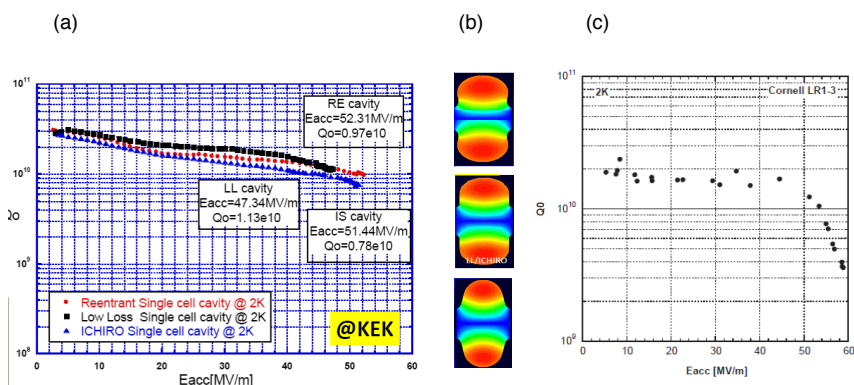 (a)
(b)
(c)
10^11
10^10
10^9
10^8
RE cavity
Eacc=52.31MV/m
Qo=0.97e10
LL cavity
Eacc=47.34MV/m
Qo=1.13e10
IS cavity
Eacc=51.44MV/m
Qo=0.78e10
Reentrant Single cell cavity @ 2K
Low Loss Single cell cavity @ 2K
ICHIRO Single cell cavity @ 2K
@KEK
0 10 20 30 40 50 60
Eacc[MV/m]
LL/ICHIRO
10^11
2K
Cornell LR1-3
Q0
10^10
10^9
0 10 20 30 40 50 60
Eacc [MV/m]